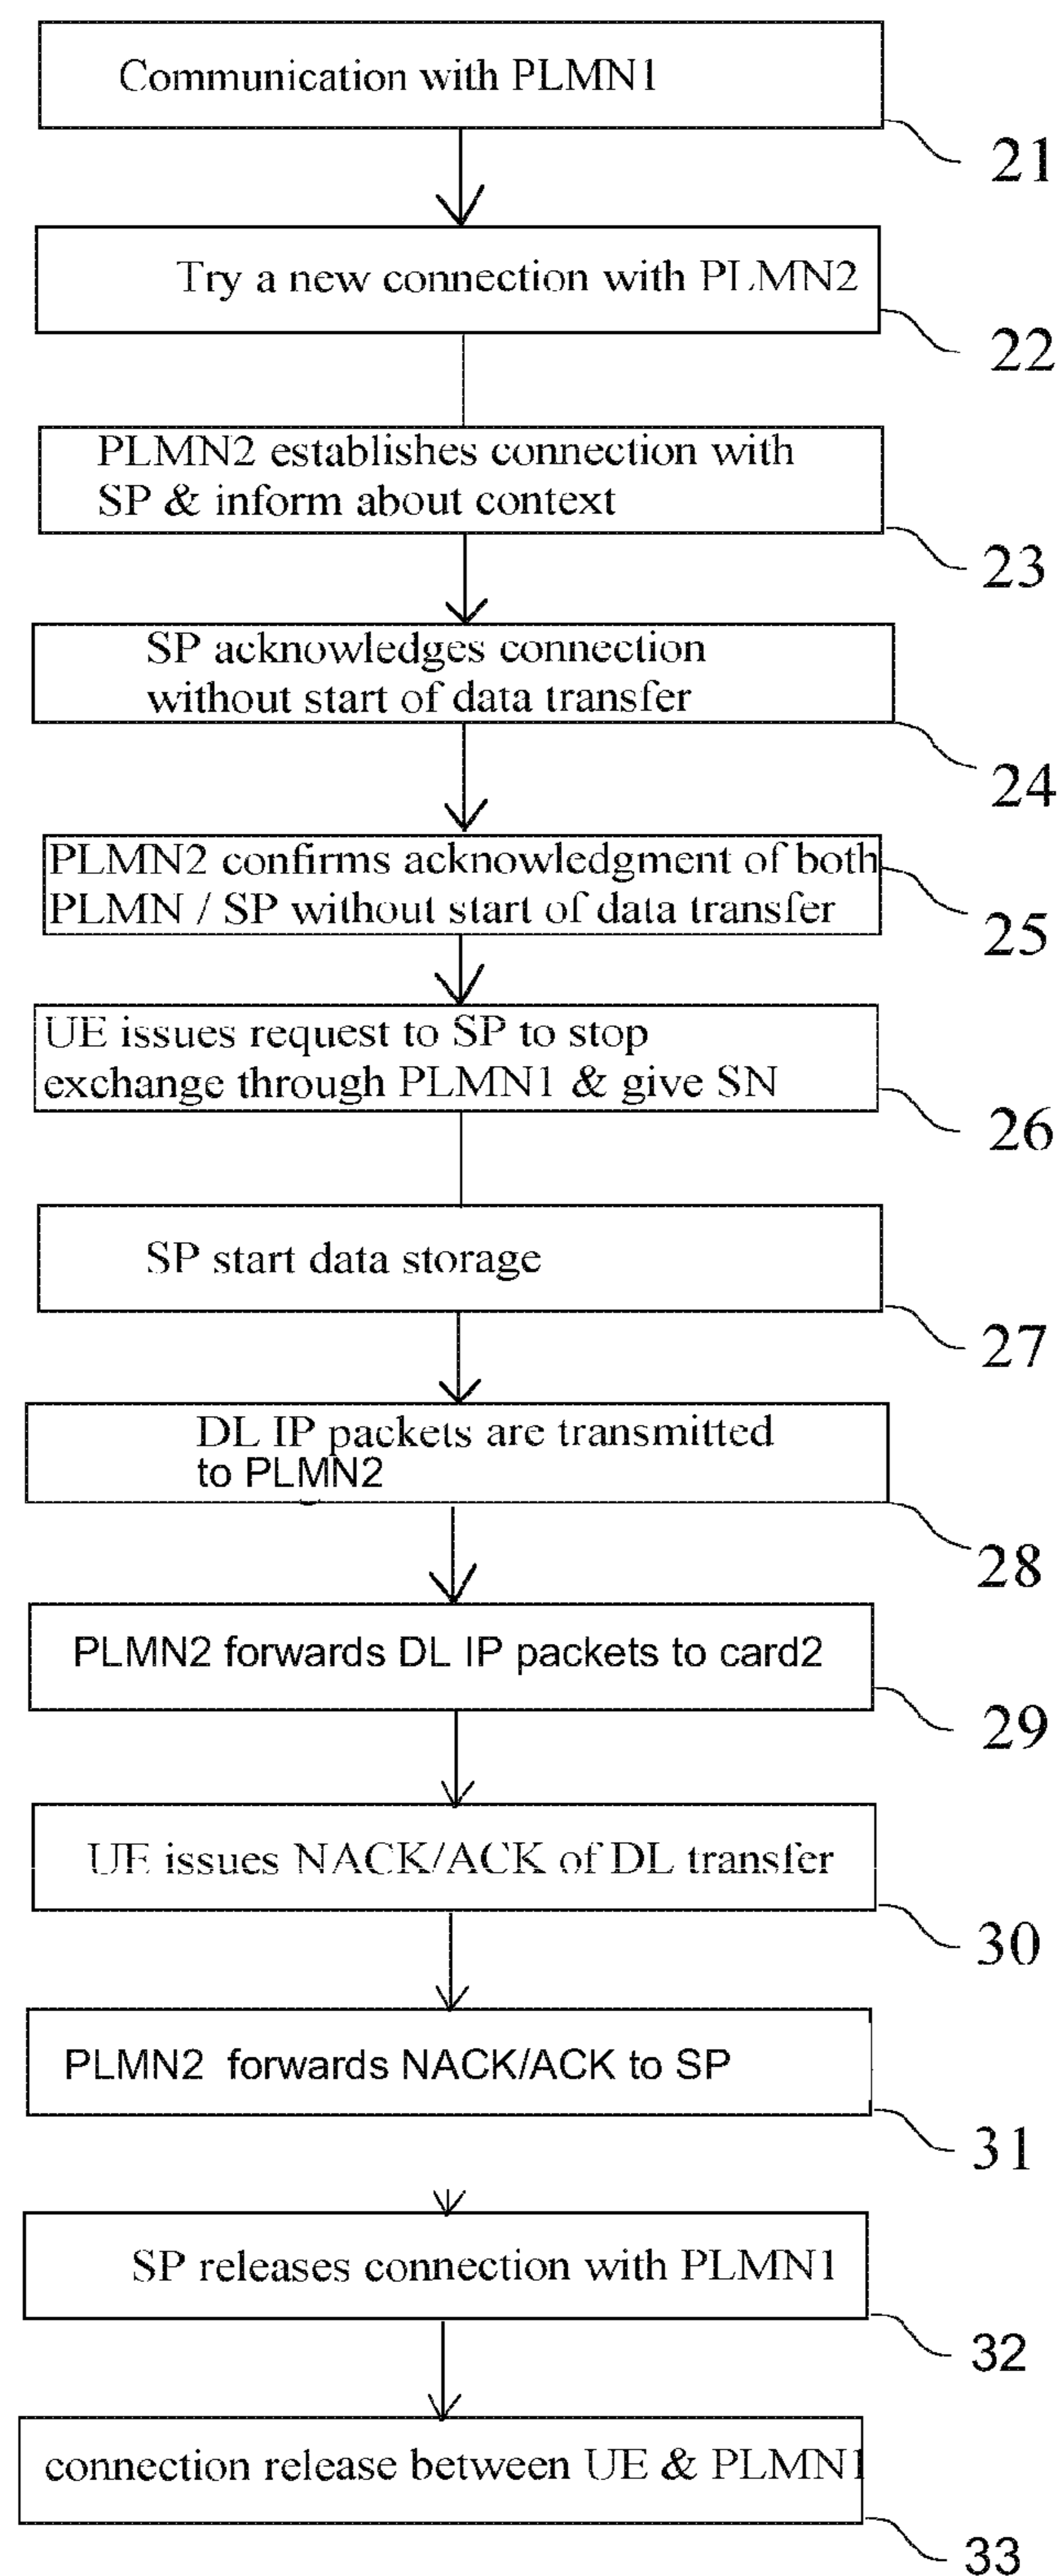 Communication with PLMN1
21
Try a new connection with PLMN2
22
PLMN2 establishes connection with
SP & inform about context
23
SP acknowledges connection
without start of data transfer
24
PLMN2 confirms acknowledgment of both
PLMN / SP without start of data transfer
25
UE issues request to SP to stop
exchange through PLMN1 & give SN
26
SP start data storage
27
DL IP packets are transmitted
to PLMN2
28
PLMN2 forwards DL IP packets to card2
29
UE issues NACK/ACK of DL transfer
30
PLMN2 forwards NACK/ACK to SP
31
SP releases connection with PLMN1
32
connection release between UE & PLMN1
33